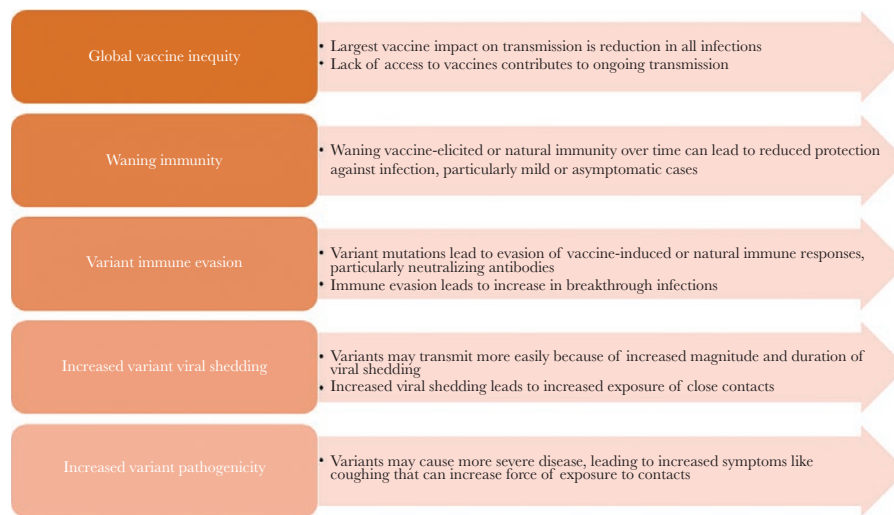 Global vaccine inequity
• Largest vaccine impact on transmission is reduction in all infections
• Lack of access to vaccines contributes to ongoing transmission
Waning immunity
• Waning vaccine-elicited or natural immunity over time can lead to reduced protection
against infection, particularly mild or asymptomatic cases
Variant immune evasion
• Variant mutations lead to evasion of vaccine-induced or natural immune responses,
particularly neutralizing antibodies
• Immune evasion leads to increase in breakthrough infections
Increased variant viral shedding
• Variants may transmit more easily because of increased magnitude and duration of
viral shedding
• Increased viral shedding leads to increased exposure of close contacts
Increased variant pathogenicity
• Variants may cause more severe disease, leading to increased symptoms like
coughing that can increase force of exposure to contacts